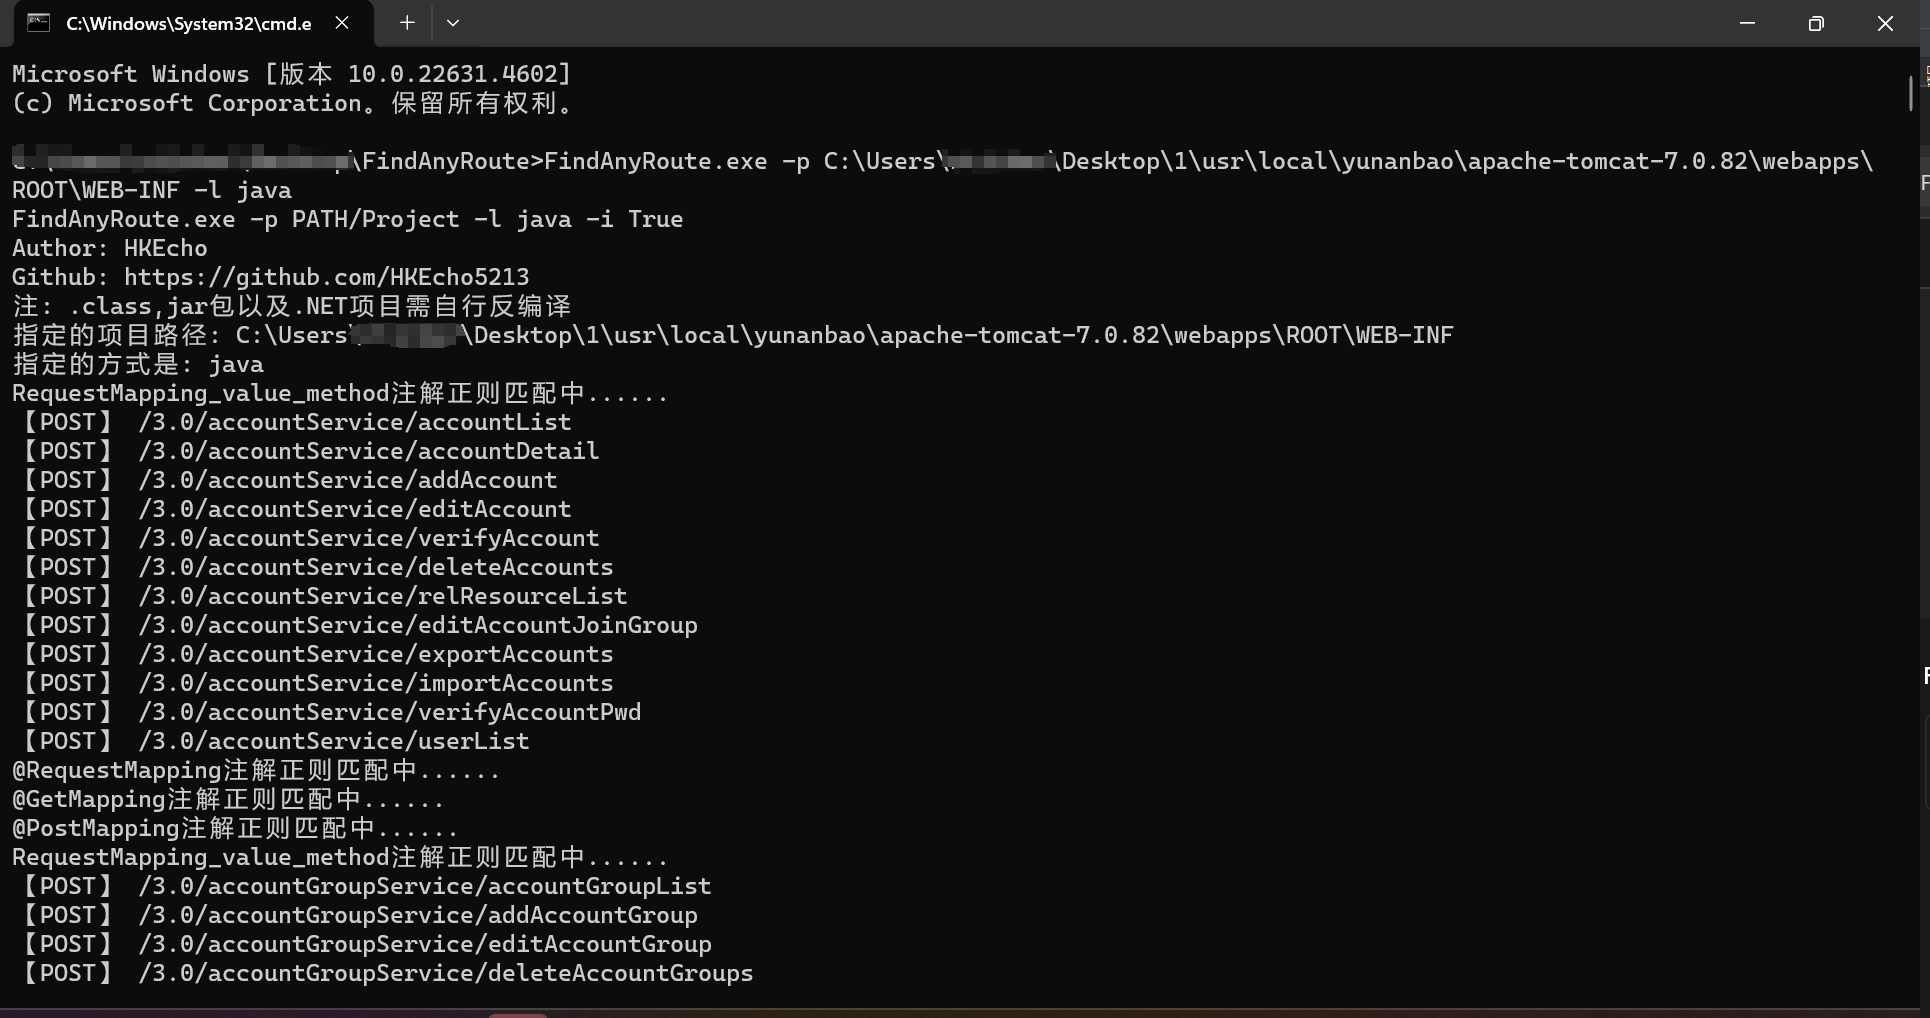 C:\Windows\System32\cmd.e
Microsoft Windows [版本 10.0.22631.4602]
(c) Microsoft Corporation。保留所有权利。
\FindAnyRoute>FindAnyRoute.exe -p C:\Users\ \Desktop\1\usr\local\yunanbao\apache-tomcat-7.0.82\webapps\
ROOT\WEB-INF -l java
FindAnyRoute.exe -p PATH/Project -l java -i True
Author: HKEcho
Github: https://github.com/HKEcho5213
注: .class,jar包以及.NET项目需自行反编译
指定的项目路径: C:\Users \Desktop\1\usr\local\yunanbao\apache-tomcat-7.0.82\webapps\ROOT\WEB-INF
指定的方式是: java
RequestMapping_value_method注解正则匹配中......
【POST】 /3.0/accountService/accountList
【POST】 /3.0/accountService/accountDetail
【POST】 /3.0/accountService/addAccount
【POST】 /3.0/accountService/editAccount
【POST】 /3.0/accountService/verifyAccount
【POST】 /3.0/accountService/deleteAccounts
【POST】 /3.0/accountService/relResourceList
【POST】 /3.0/accountService/editAccountJoinGroup
【POST】 /3.0/accountService/exportAccounts
【POST】 /3.0/accountService/importAccounts
【POST】 /3.0/accountService/verifyAccountPwd
【POST】 /3.0/accountService/userList
@RequestMapping注解正则匹配中......
@GetMapping注解正则匹配中......
@PostMapping注解正则匹配中......
RequestMapping_value_method注解正则匹配中......
【POST】 /3.0/accountGroupService/accountGroupList
【POST】 /3.0/accountGroupService/addAccountGroup
【POST】 /3.0/accountGroupService/editAccountGroup
【POST】 /3.0/accountGroupService/deleteAccountGroups